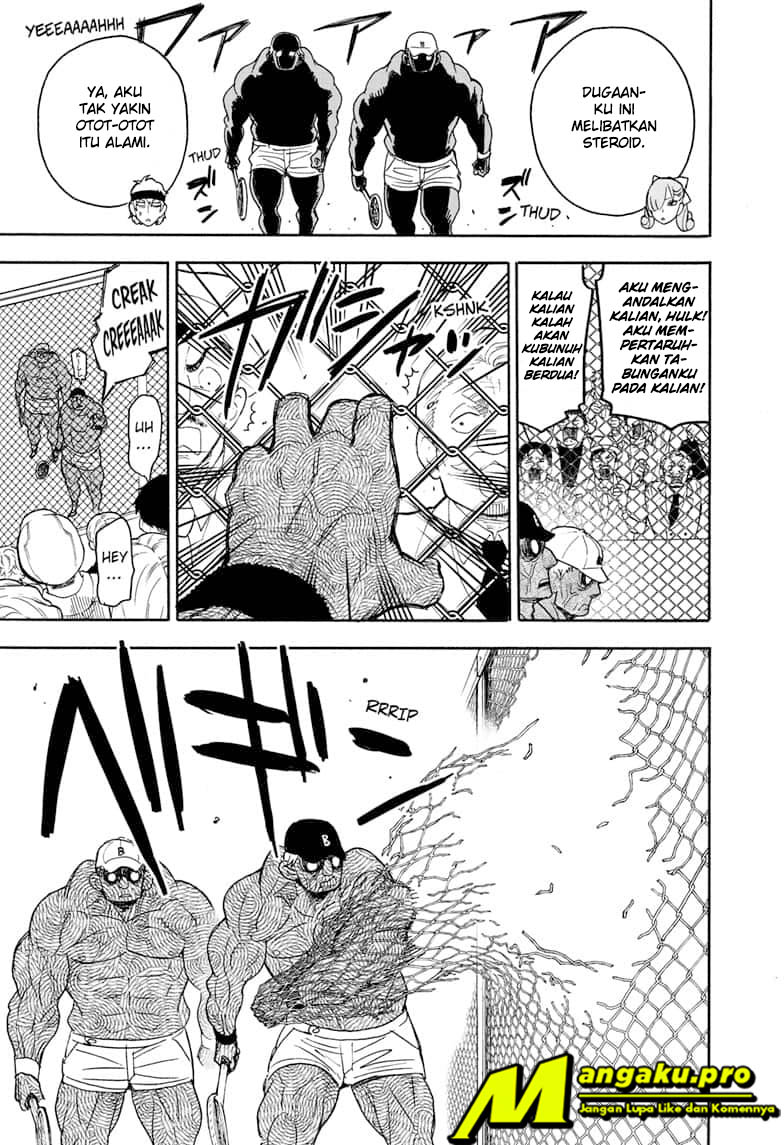 DUGAAN-
KU INI
MELIBATKAN
STEROID.
YEEEAAAAHHH
ワァァァァ
YA, AKU
TAK YAKIN
OTOT-OTOT
ITU ALAMI.
THUD
ズシ
ズシ
THUD
AKU MENG-
ANDALKAN
KALIAN, HULK!
AKU MEM-
PERTARUH-
KAN TA-
BUNGANKU
PADA KALIAN!
KALAU
KALIAN
KALAH
AKAN
KUBUNUH
KALIAN
BERDUA!
B
ガシャッ
KSHNK
CREAK
CREEEAAAK
UH
...
HEY
...
ベギン
RRRIP
B
B
Mangaku.pro
Jangan Lupa Like dan Komennya